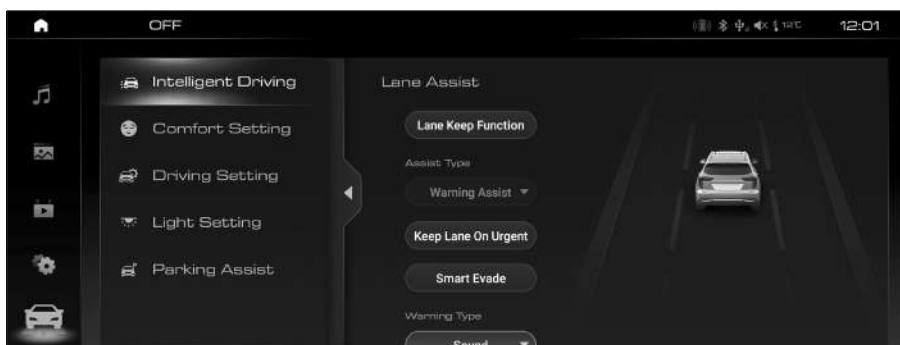 OFF
12℃
12:01
Intelligent Driving
Comfort Setting
Driving Setting
Light Setting
Parking Assist
Lane Assist
Lane Keep Function
Assist Type
Warning Assist
Keep Lane On Urgent
Smart Evade
Warning Type
Sound